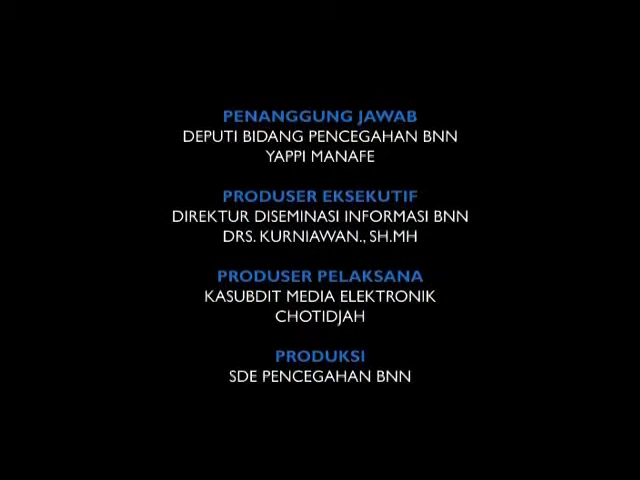 PENANGGUNG JAWAB
DEPUTI BIDANG PENCEGAHAN BNN
YAPPI MANAFE
PRODUSER EKSEKUTIF
DIREKTUR DISEMINASI INFORMASI BNN
DRS. KURNIAWAN., SH.MH
PRODUSER PELAKSANA
KASUBDIT MEDIA ELEKTRONIK
CHOTIDJAH
PRODUKSI
SDE PENCEGAHAN BNN